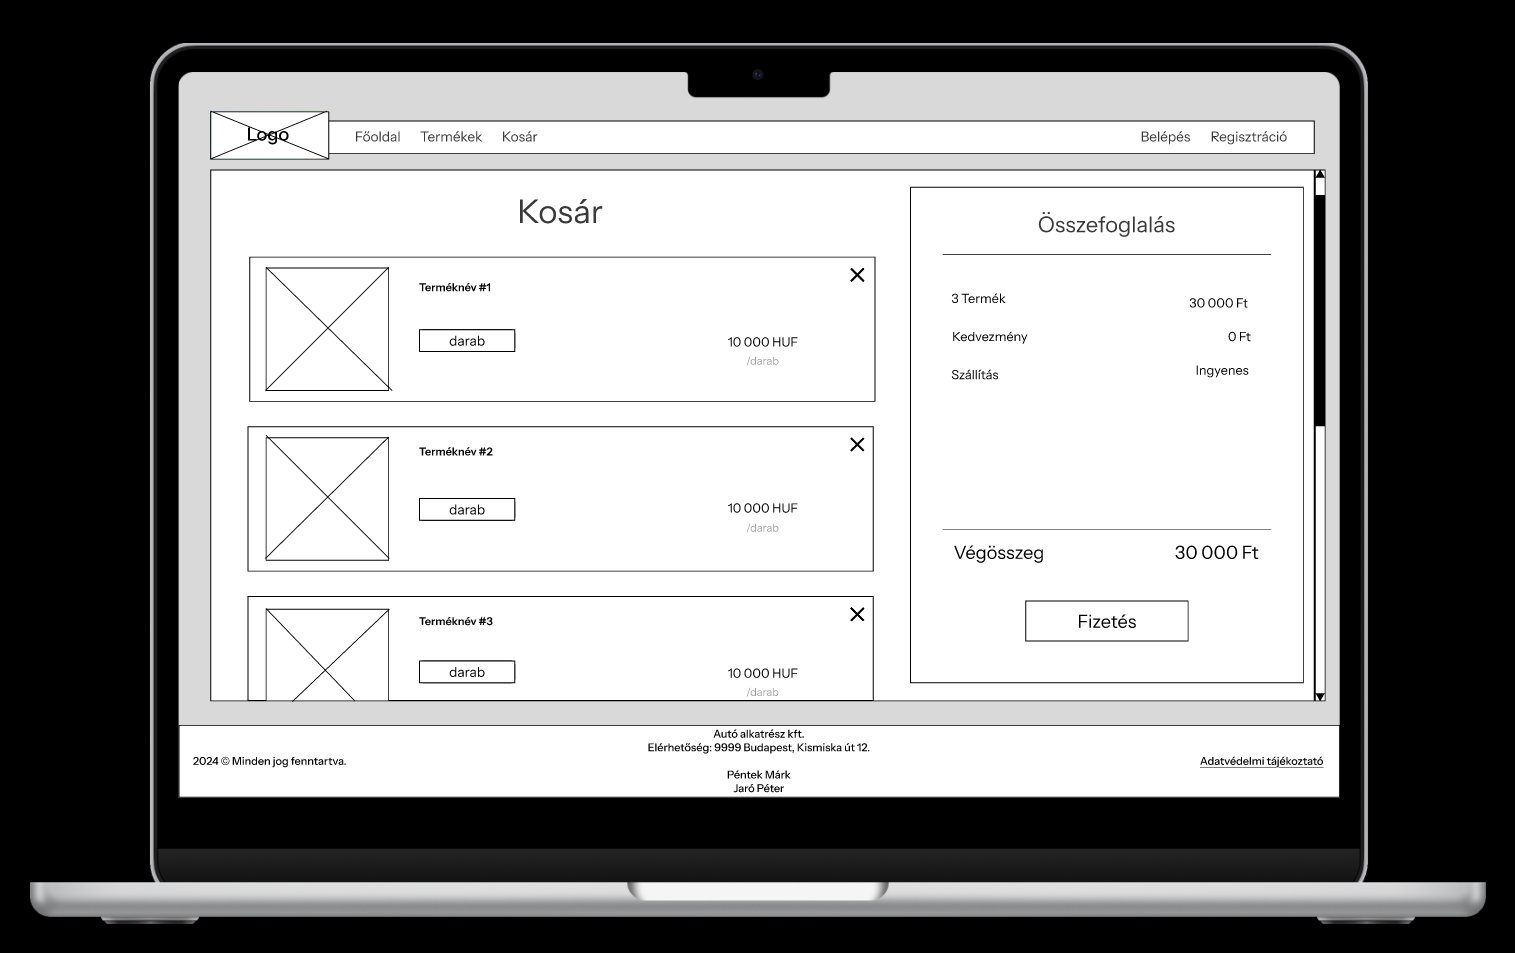 Logo
Főoldal
Termékek
Kosár
Belépés
Regisztráció
Kosár
Terméknév #1
darab
10 000 HUF
/darab
Terméknév #2
darab
10 000 HUF
/darab
Terméknév #3
darab
10 000 HUF
/darab
Összefoglalás
3 Termék
30 000 Ft
Kedvezmény
0 Ft
Szállítás
Ingyenes
Végösszeg
30 000 Ft
Fizetés
2024 © Minden jog fenntartva.
Autó alkatrész kft.
Elérhetőség: 9999 Budapest, Kismiska út 12.
Péntek Márk
Jaró Péter
Adatvédelmi tájékoztató